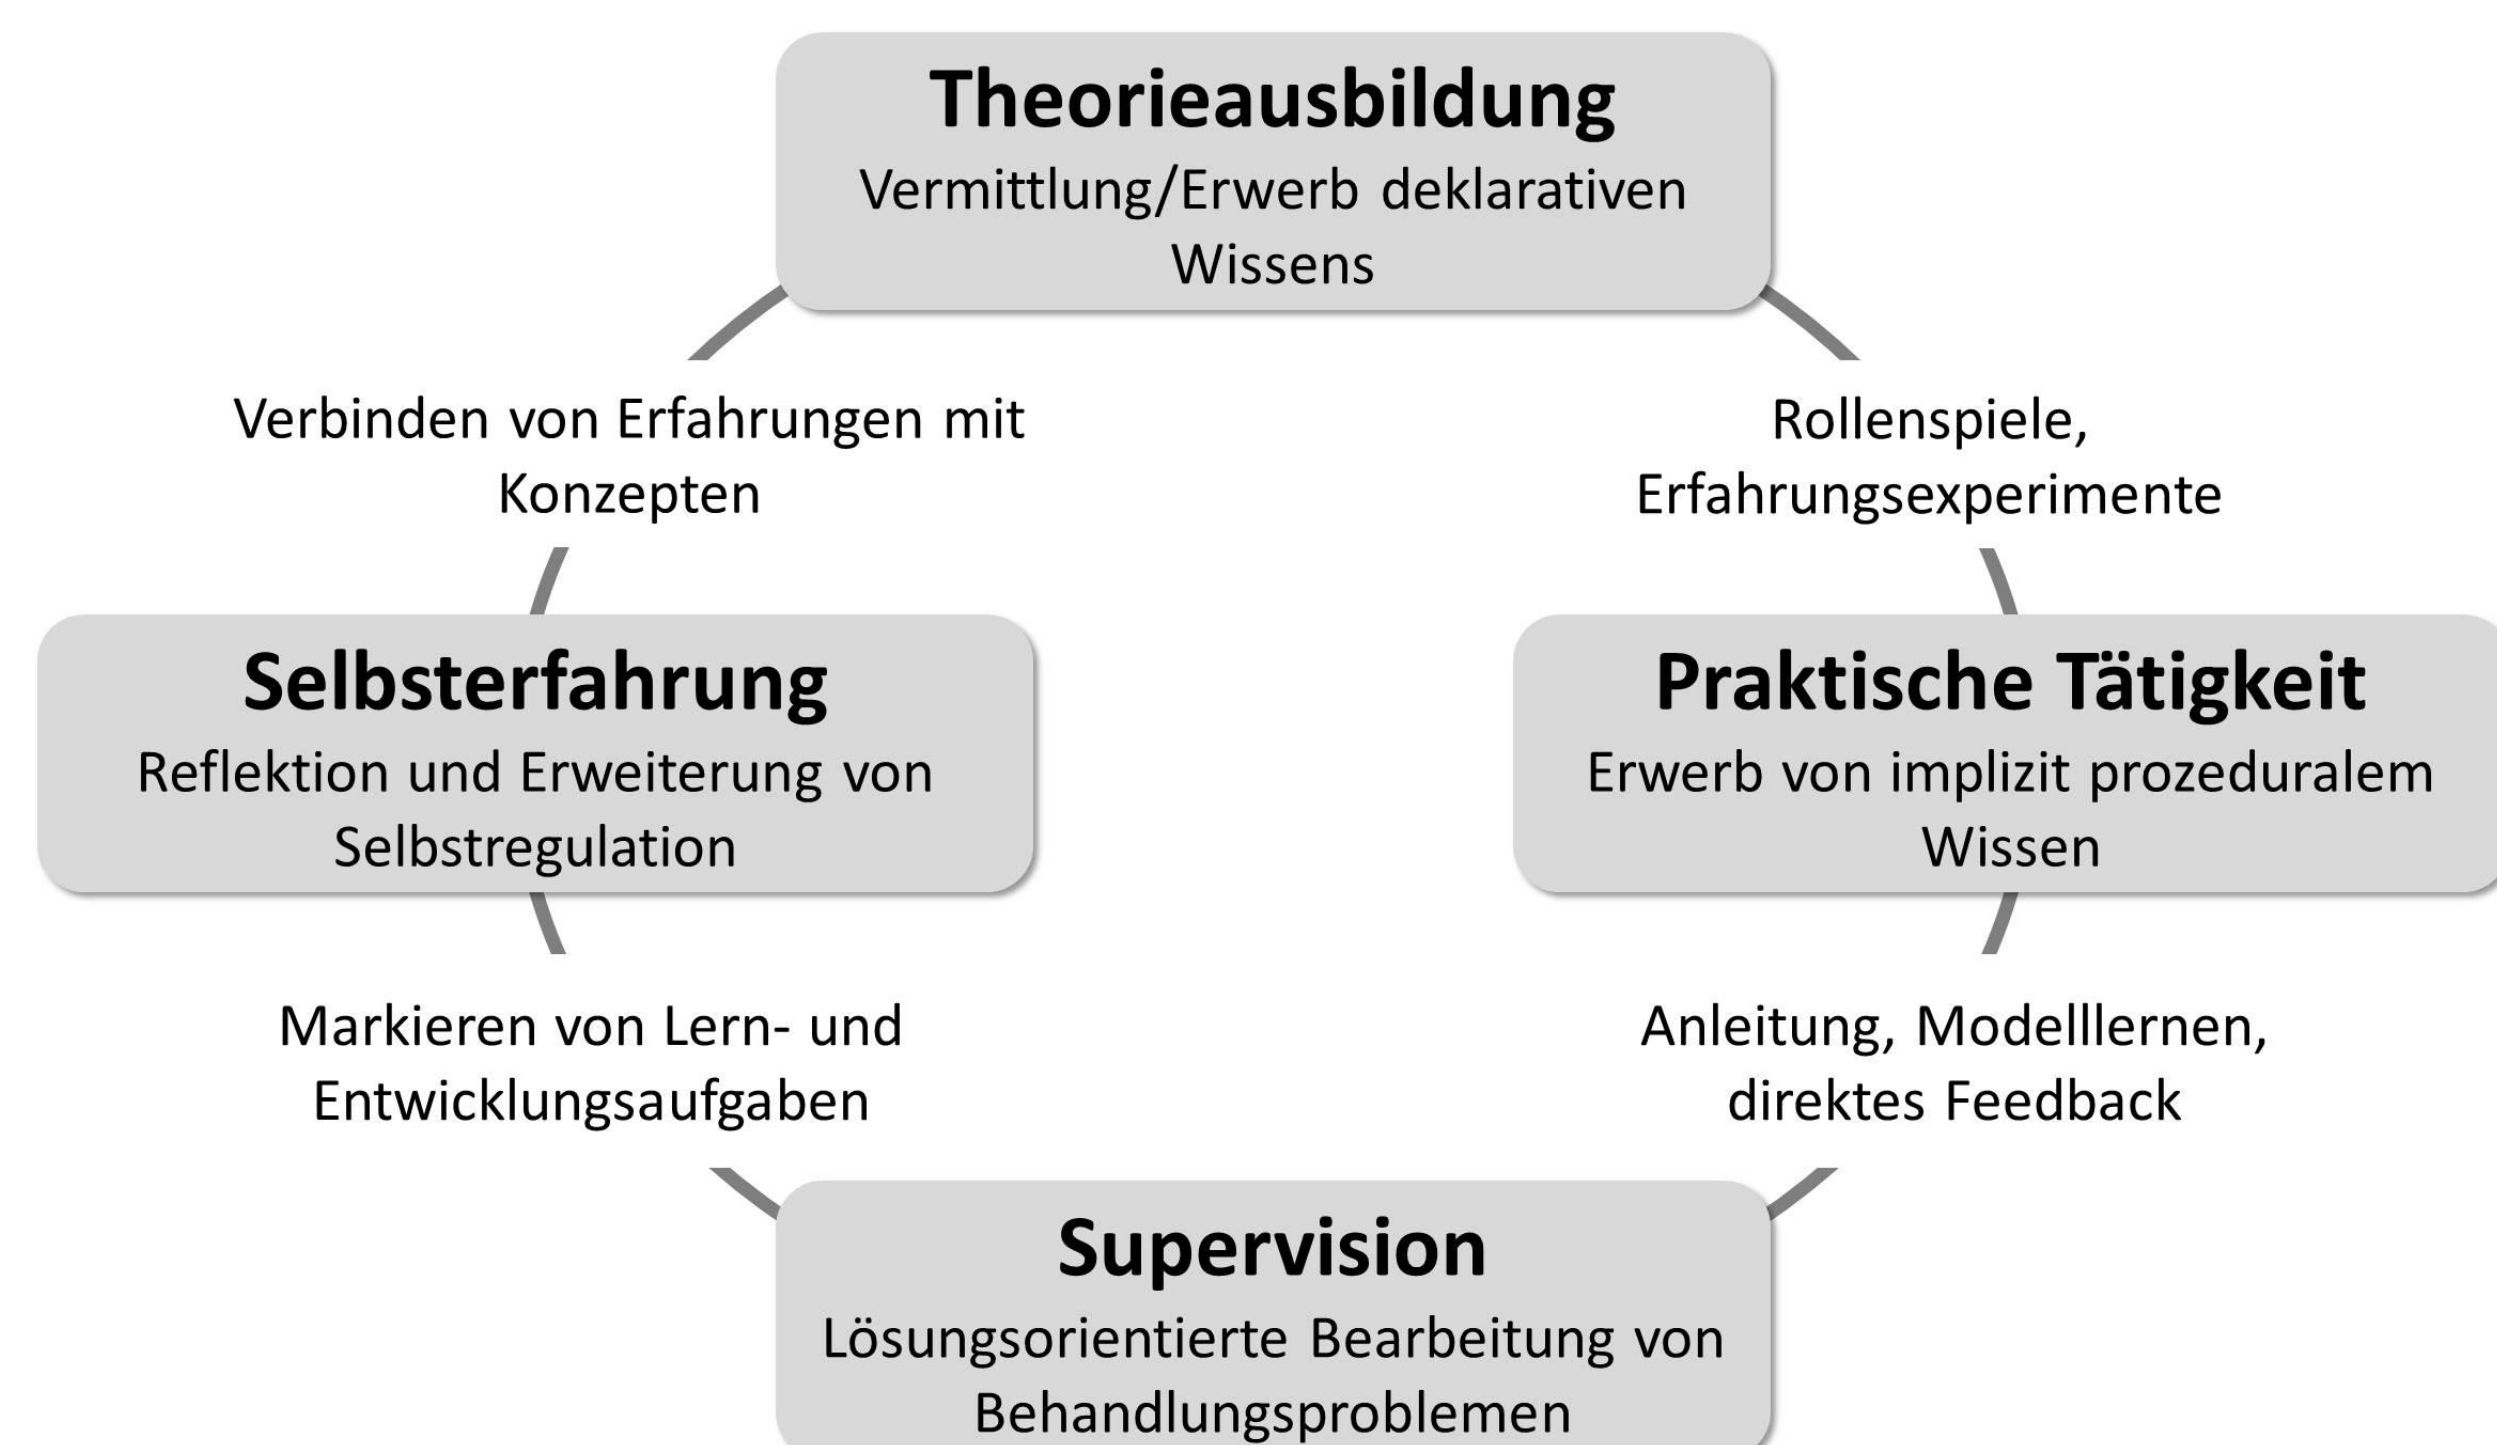 Theorieausbildung
Vermittlung/Erwerb deklarativen
Wissens
Verbinden von Erfahrungen mit
Konzepten
Rollenspiele,
Erfahrungsexperimente
Selbsterfahrung
Reflektion und Erweiterung von
Selbstregulation
Praktische Tätigkeit
Erwerb von implizit prozeduralem
Wissen
Markieren von Lern- und
Entwicklungsaufgaben
Anleitung, Modelllernen,
direktes Feedback
Supervision
Lösungsorientierte Bearbeitung von
Behandlungsproblemen